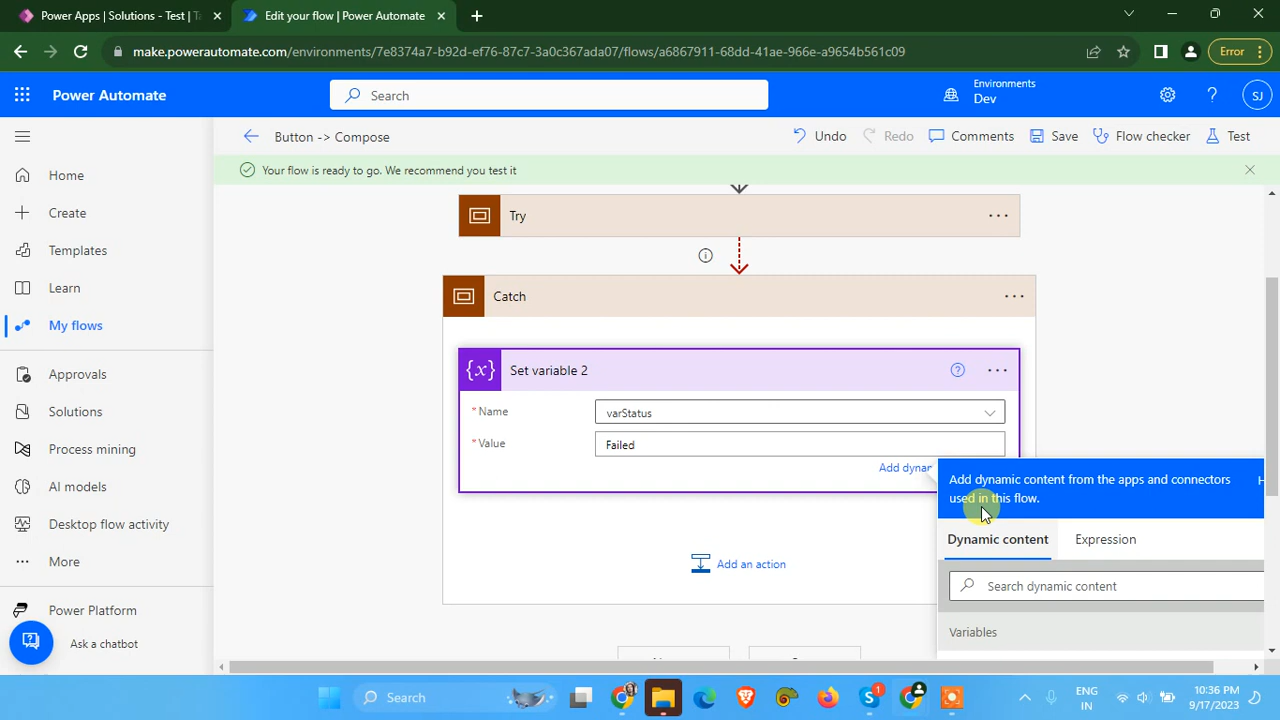 Power Apps | Solutions - Test | Ta
Edit your flow | Power Automate
make.powerautomate.com/environments/7e8374a7-b92d-ef76-87c7-3a0c367ada07/flows/a6867911-68dd-41ae-966e-a9654b561c09
Error
Power Automate
Search
Environments
Dev
SJ
Button -> Compose
Undo
Redo
Comments
Save
Flow checker
Test
Your flow is ready to go. We recommend you test it
Home
Create
Templates
Learn
My flows
Approvals
Solutions
Process mining
AI models
Desktop flow activity
More
Power Platform
Ask a chatbot
Try
Catch
Set variable 2
* Name
varStatus
* Value
Failed
Add dynam
Add an action
Add dynamic content from the apps and connectors
used in this flow.
Dynamic content
Expression
Search dynamic content
Variables
Search
1
ENG
IN
10:36 PM
9/17/2023